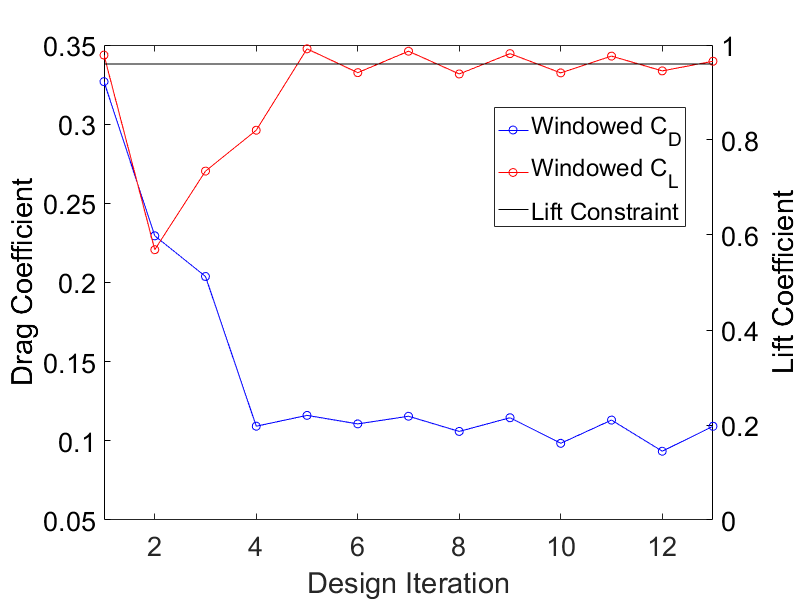 0.35
0.3
0.25
0.2
0.15
0.1
0.05
Drag Coefficient
1
0.8
0.6
0.4
0.2
0
Lift Coefficient
Windowed C_D
Windowed C_L
Lift Constraint
2 4 6 8 10 12
Design Iteration